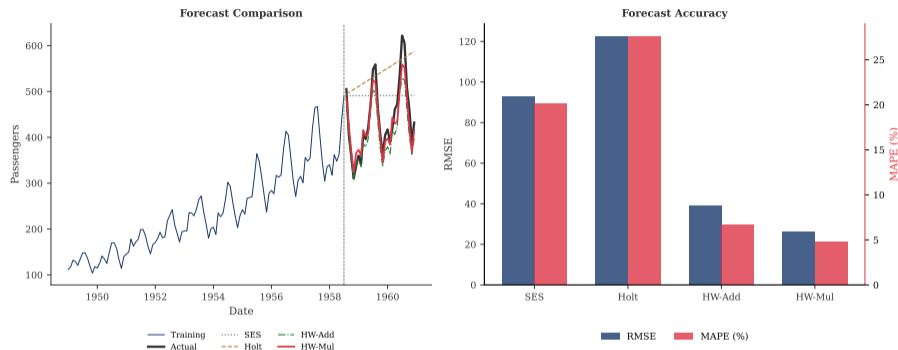 Forecast Comparison
600
500
400
300
200
100
Passengers
1950
1952
1954
1956
1958
1960
Date
Training
SES
HW-Add
Actual
Holt
HW-Mul
Forecast Accuracy
120
100
80
60
40
20
0
RMSE
25
20
15
10
5
0
MAPE (%)
SES
Holt
HW-Add
HW-Mul
RMSE
MAPE (%)